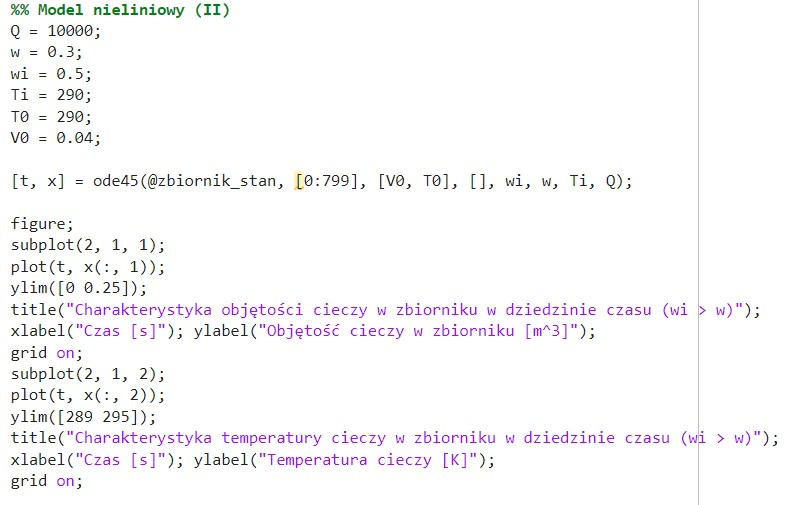 %% Model nieliniowy (II)
Q = 10000;
w = 0.3;
wi = 0.5;
Ti = 290;
T0 = 290;
V0 = 0.04;
[t, x] = ode45(@zbiornik_stan, [0:799], [V0, T0], [], wi, w, Ti, Q);
figure;
subplot(2, 1, 1);
plot(t, x(:, 1));
ylim([0 0.25]);
title("Charakterystyka objętości cieczy w zbiorniku w dziedzinie czasu (wi > w)");
xlabel("Czas [s]"); ylabel("Objętość cieczy w zbiorniku [m^3]");
grid on;
subplot(2, 1, 2);
plot(t, x(:, 2));
ylim([289 295]);
title("Charakterystyka temperatury cieczy w zbiorniku w dziedzinie czasu (wi > w)");
xlabel("Czas [s]"); ylabel("Temperatura cieczy [K]");
grid on;